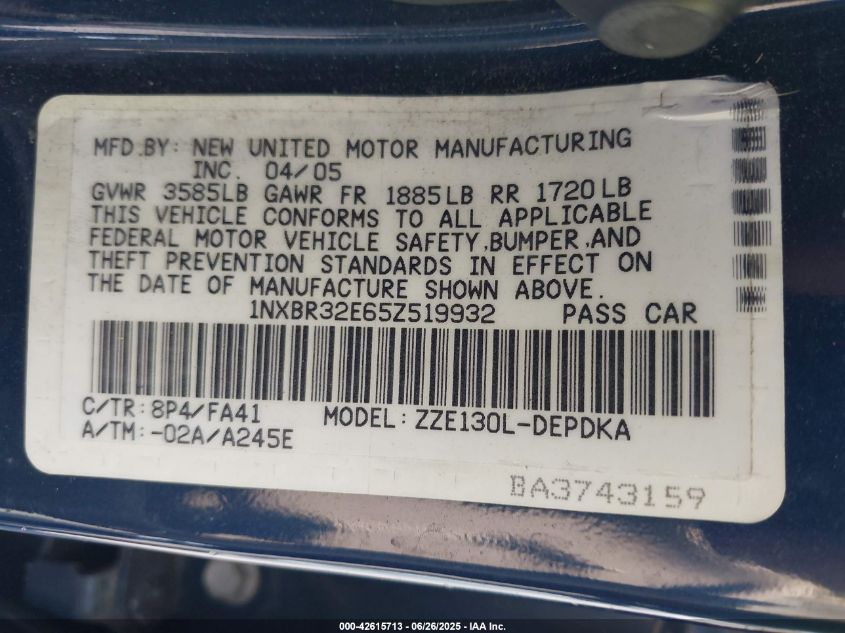 MFD.BY: NEW UNITED MOTOR MANUFACTURING
INC. 04/05
GVWR 3585LB GAWR FR 1885LB RR 1720LB
THIS VEHICLE CONFORMS TO ALL APPLICABLE
FEDERAL MOTOR VEHICLE SAFETY,BUMPER,AND
THEFT PREVENTION STANDARDS IN EFFECT ON
THE DATE OF MANUFACTURE SHOWN ABOVE.
1NXBR32E65Z519932 PASS CAR
C/TR:8P4/FA41 MODEL:ZZE130L-DEPDKA
A/TM:-02A/A245E
BA3743159
000-42615713 - 06/26/2025 - IAA Inc.